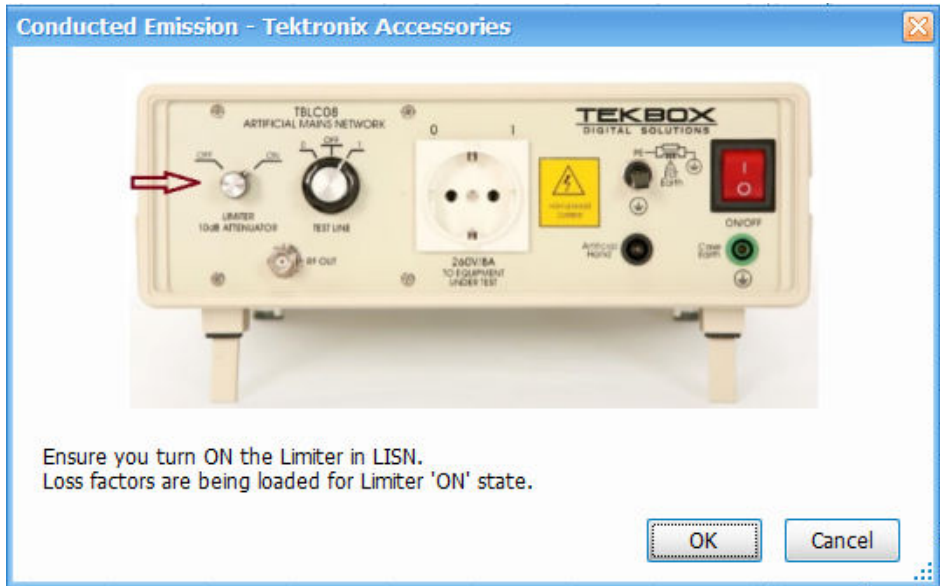 Conducted Emission - Tektronix Accessories
TBLC08
ARTIFICIAL MAINS NETWORK
OFF
ON
0
OFF
1
LIMITER
10dB ATTENUATOR
TEST LINE
RF OUT
0 1
260V/8A
TO EQUIPMENT
UNDER TEST
TEKBOX
DIGITAL SOLUTIONS
PE
Earth
I
O
ON/OFF
Artificial
Hand
Case
Earth
Ensure you turn ON the Limiter in LISN.
Loss factors are being loaded for Limiter 'ON' state.
OK
Cancel